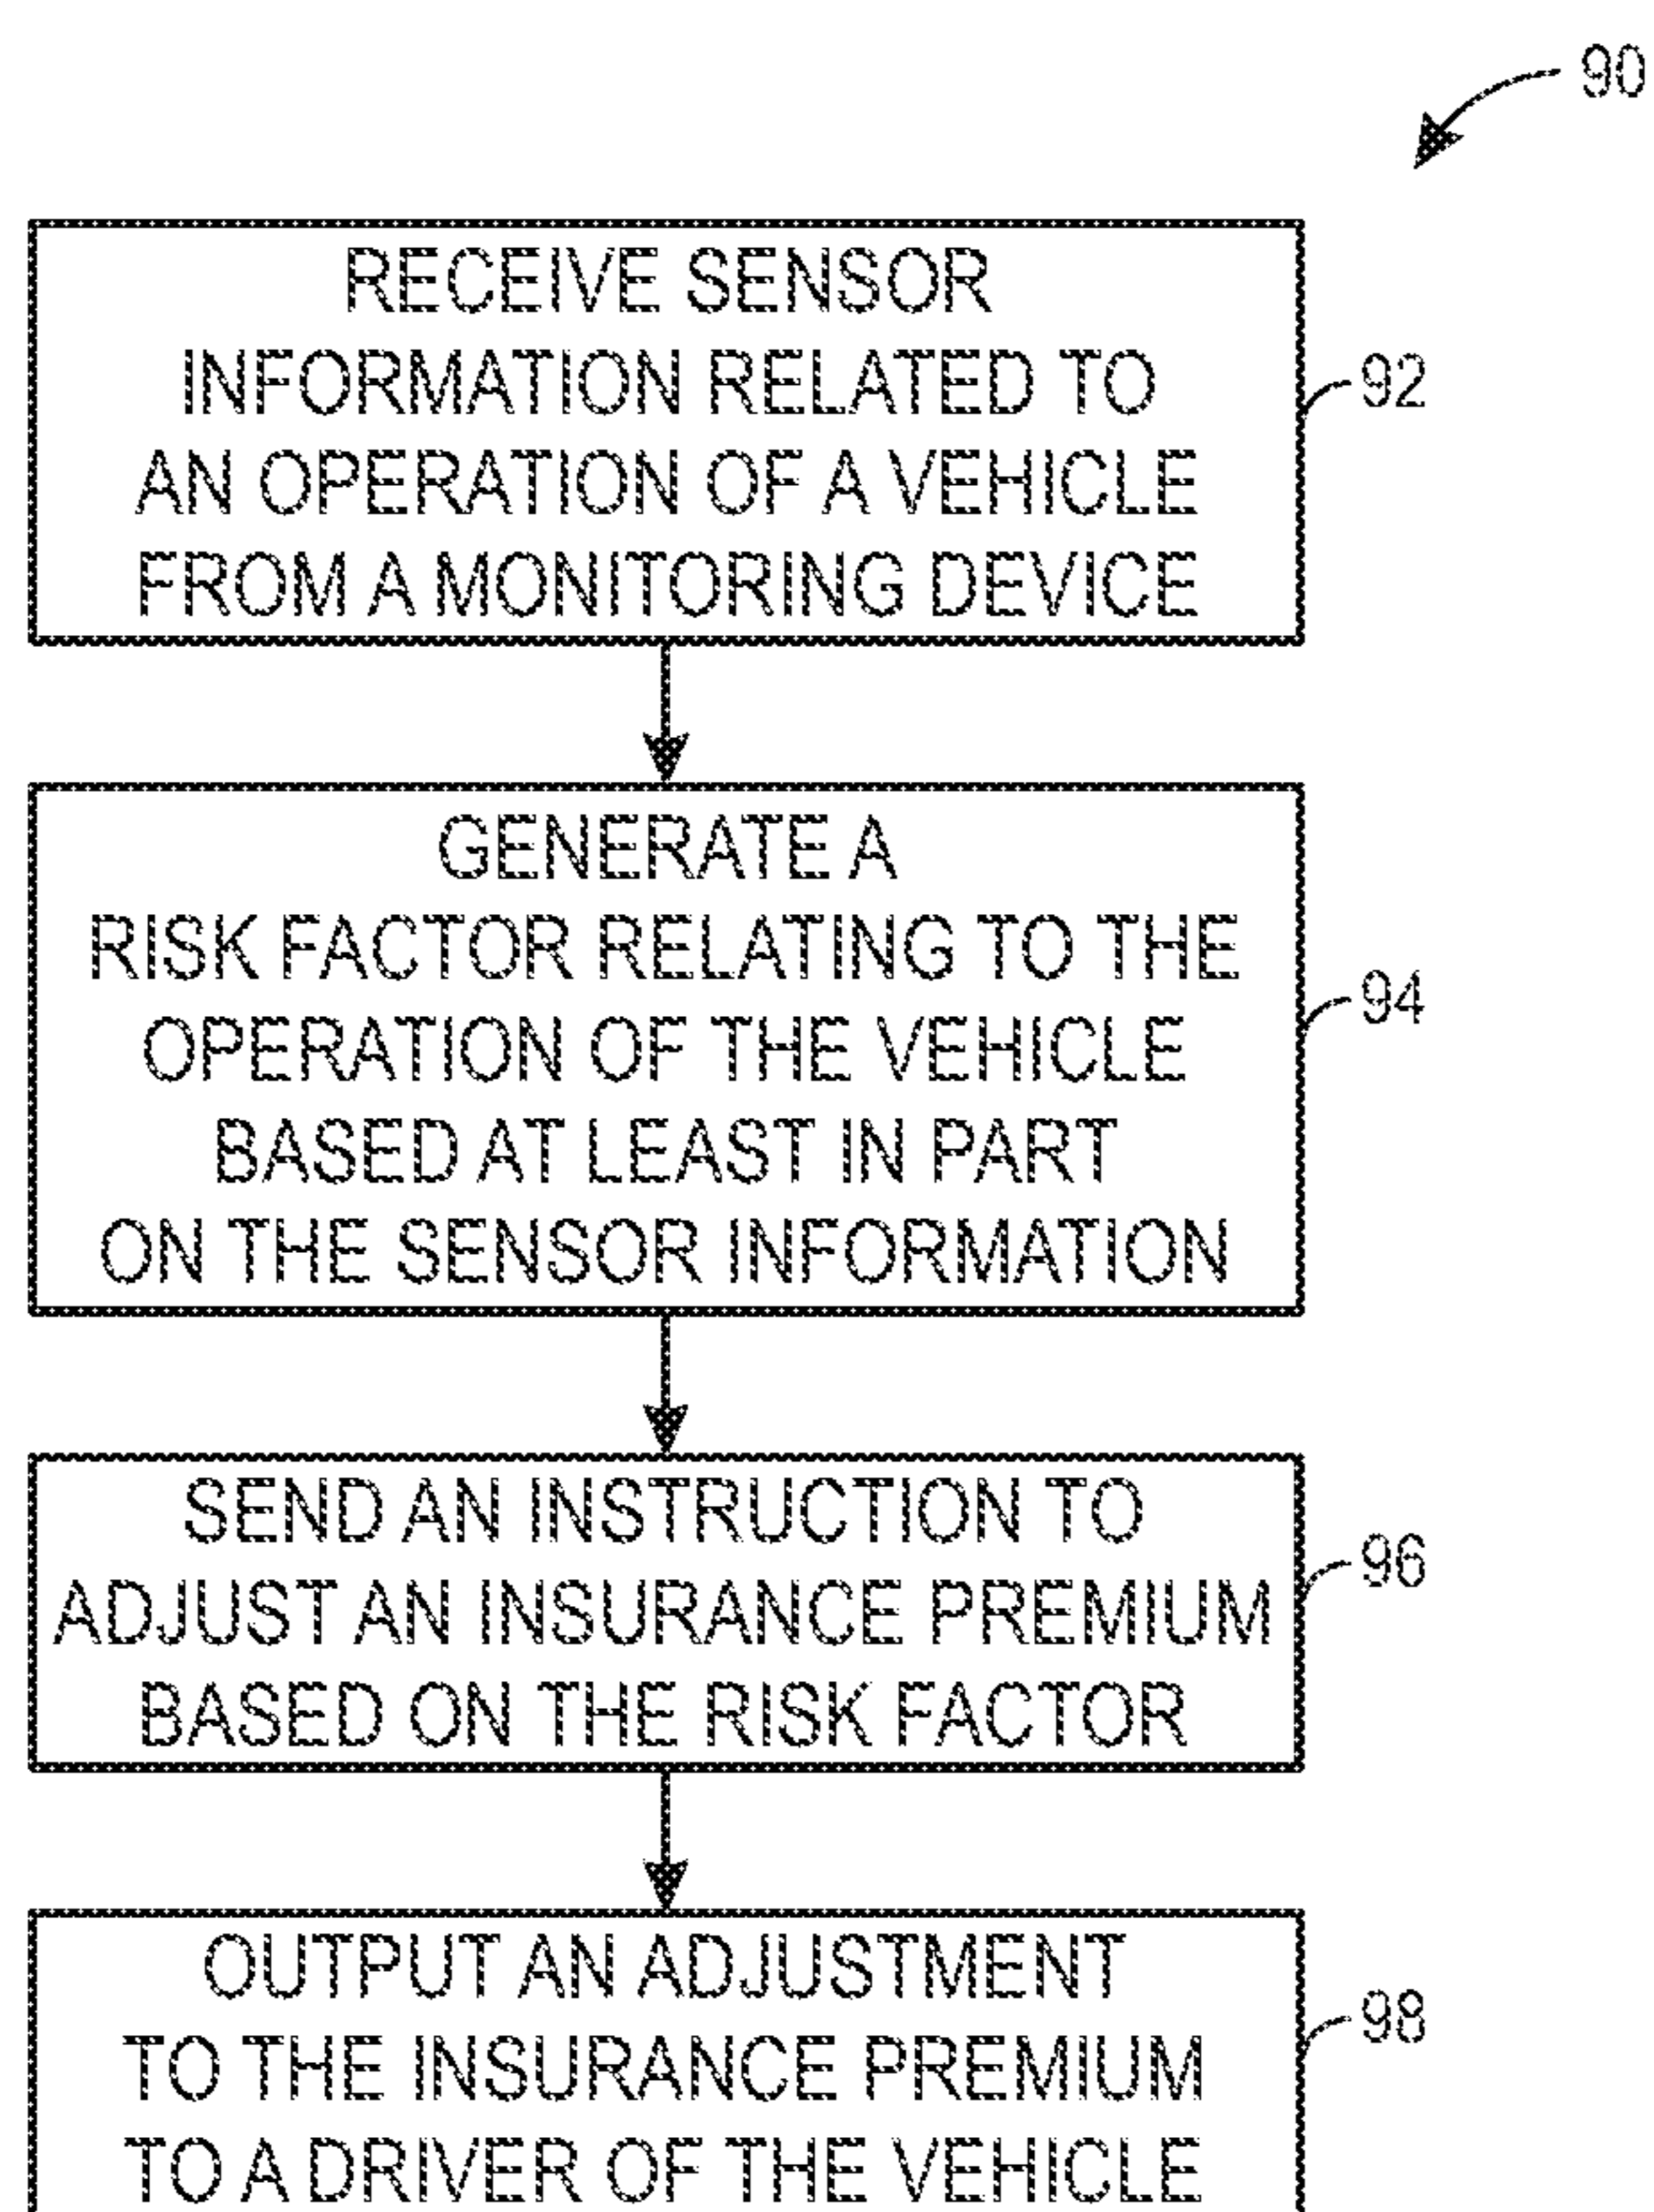 90
RECEIVE SENSOR
INFORMATION RELATED TO
AN OPERATION OF A VEHICLE
FROM A MONITORING DEVICE
92
GENERATE A
RISK FACTOR RELATING TO THE
OPERATION OF THE VEHICLE
BASED AT LEAST IN PART
ON THE SENSOR INFORMATION
94
SEND AN INSTRUCTION TO
ADJUST AN INSURANCE PREMIUM
BASED ON THE RISK FACTOR
96
OUTPUT AN ADJUSTMENT
TO THE INSURANCE PREMIUM
TO A DRIVER OF THE VEHICLE
98